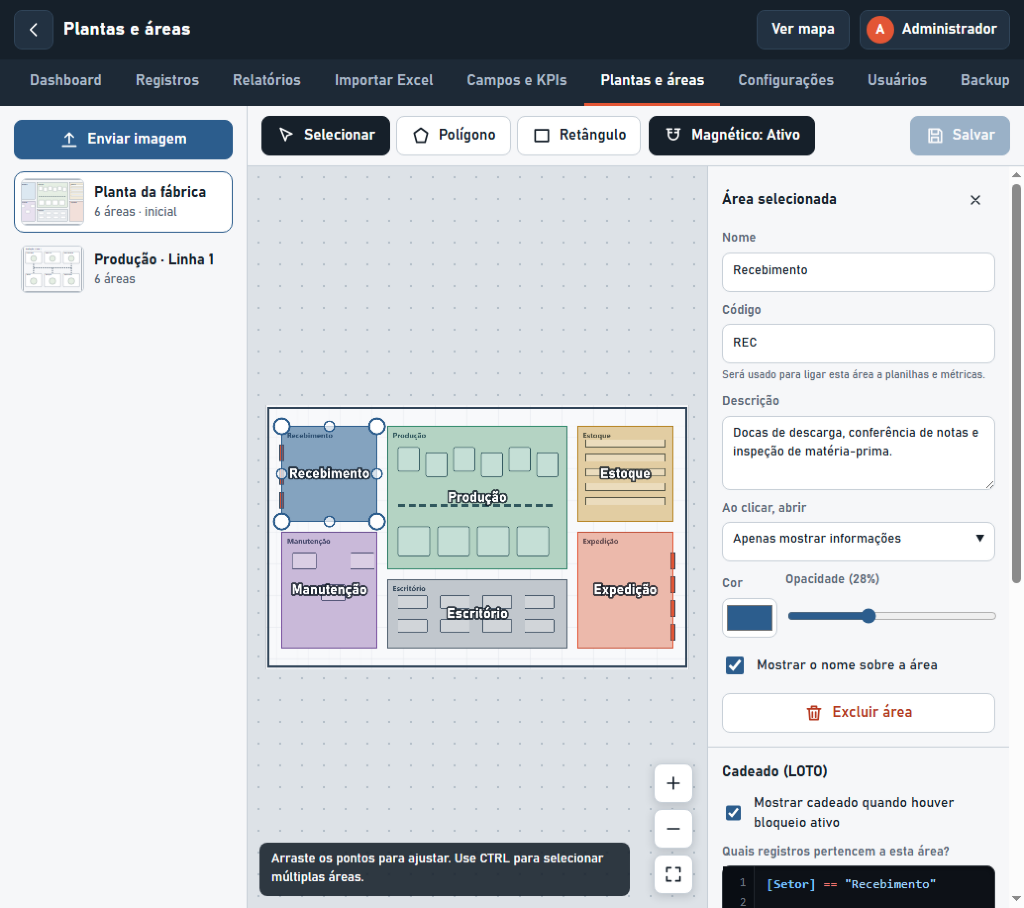 Plantas e áreas
Ver mapa
A
Administrador
Dashboard
Registros
Relatórios
Importar Excel
Campos e KPIs
Plantas e áreas
Configurações
Usuários
Backup
Enviar imagem
Selecionar
Polígono
Retângulo
Magnético: Ativo
Salvar
Planta da fábrica
6 áreas · inicial
Produção · Linha 1
6 áreas
Recebimento
Recebimento
Produção
Produção
Estoque
Estoque
Manutenção
Manutenção
Escritório
Escritório
Expedição
Expedição
Arraste os pontos para ajustar. Use CTRL para selecionar
múltiplas áreas.
Área selecionada
Nome
Recebimento
Código
REC
Será usado para ligar esta área a planilhas e métricas.
Descrição
Docas de descarga, conferência de notas e
inspeção de matéria-prima.
Ao clicar, abrir
Apenas mostrar informações
Cor
Opacidade (28%)
Mostrar o nome sobre a área
Excluir área
Cadeado (LOTO)
Mostrar cadeado quando houver
bloqueio ativo
Quais registros pertencem a esta área?
1 [Setor] == "Recebimento"
2